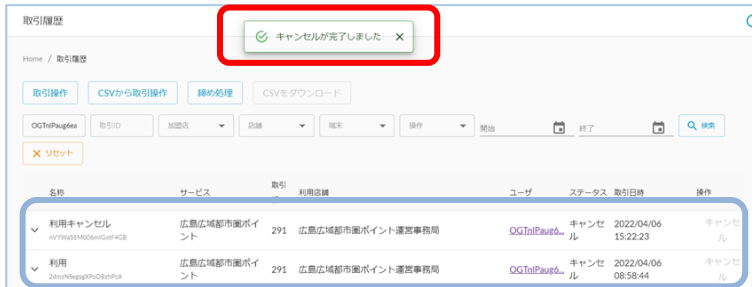 取引履歴
キャンセルが完了しました ×
Home / 取引履歴
取引操作 CSVから取引操作 締め処理 CSVをダウンロード
OGTnIPaug6ea 取引ID 加盟店 店舗 端末 操作 開始 終了 検索
× リセット
名称 サービス 取引 利用店舗 ユーザ ステータス 取引日時 操作
利用キャンセル 広島広域都市圏ポイ 291 広島広域都市圏ポイント運営事務局 OGTnIPaug6... キャンセ 2022/04/06 キャンセ
ント ル 15:22:23 ル
利用 広島広域都市圏ポイ 291 広島広域都市圏ポイント運営事務局 OGTnIPaug6... キャンセ 2022/04/06 キャンセ
ント ル 08:58:44 ル